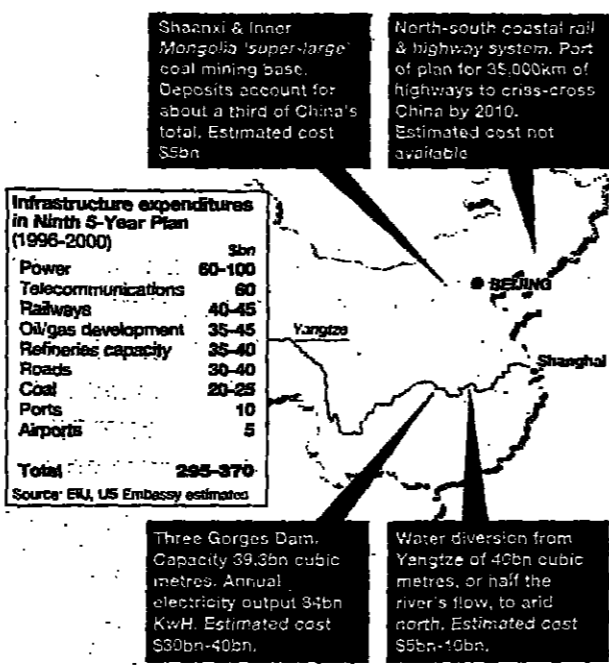 Shaanxi & Inner
Mongolia 'super-large'
coal mining base.
Deposits account for
about a third of China's
total. Estimated cost
$5bn
North-south coastal rail
& highway system. Part
of plan for 35,000km of
highways to criss-cross
China by 2010.
Estimated cost not
available
Infrastructure expenditures
in Ninth 5-Year Plan
(1996-2000)
$bn
Power 60-100
Telecommunications 60
Railways 40-45
Oil/gas development 35-45
Refineries capacity 35-40
Roads 30-40
Coal 20-25
Ports 10
Airports 5
Total 295-370
Source: EIU, US Embassy estimates
BEIJING
Yangtze
Shanghai
Three Gorges Dam.
Capacity 39.3bn cubic
metres. Annual
electricity output 84bn
KwH. Estimated cost
$30bn-40bn.
Water diversion from
Yangtze of 40bn cubic
metres, or half the
river's flow, to arid
north. Estimated cost
$5bn-10bn.